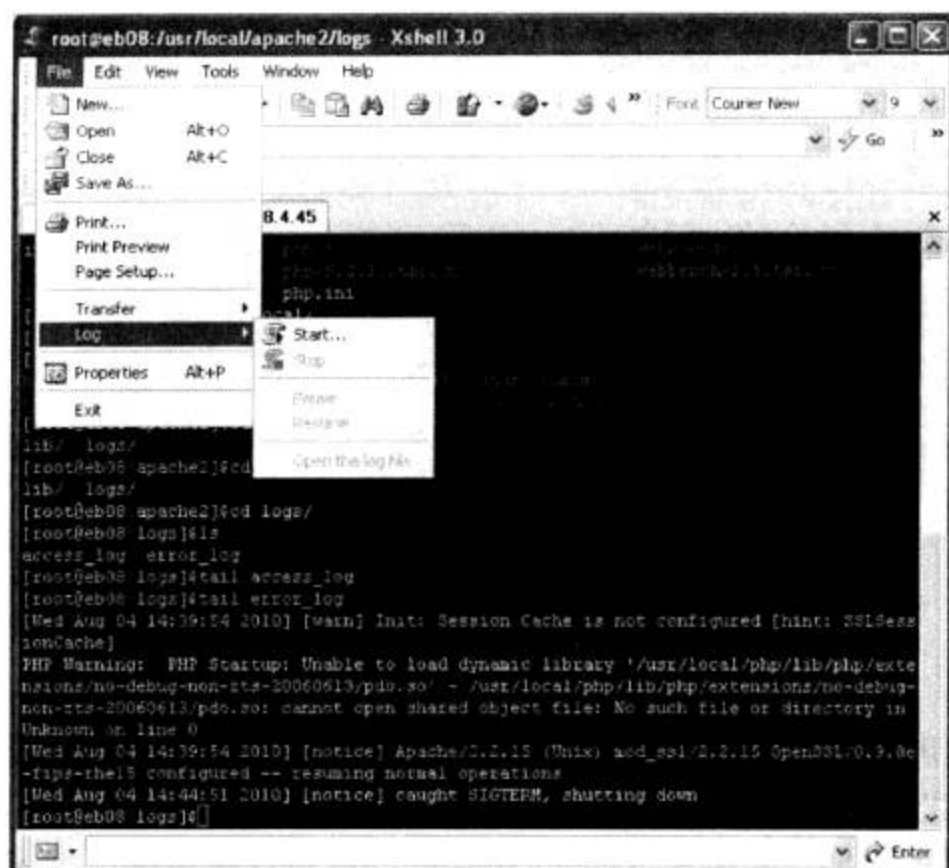 root@eb08:/usr/local/apache2/logs - Xshell 3.0
File Edit View Tools Window Help
New...
Font Courier New 9
Open Alt+O
Close Alt+C
Go
Save As...
Print...
8.4.45
Print Preview
Page Setup...
php.ini
Transfer
Log
Start...
Stop
Properties Alt+P
Exit
Open the log file
lib/ logs/
[root@eb08 apache2]#cd
lib/ logs/
[root@eb08 apache2]#cd logs/
[root@eb08 logs]#ls
access_log error_log
[root@eb08 logs]#tail access_log
[root@eb08 logs]#tail error_log
[Wed Aug 04 14:39:54 2010] [warn] Init: Session Cache is not configured [hint: SSLSess
ionCache]
PHP Warning: PHP Startup: Unable to load dynamic library '/usr/local/php/lib/php/exte
nsions/no-debug-non-zts-20060613/pdo.so' - /usr/local/php/lib/php/extensions/no-debug-
non-zts-20060613/pdo.so: cannot open shared object file: No such file or directory in
Unknown on line 0
[Wed Aug 04 14:39:54 2010] [notice] Apache/2.2.15 (Unix) mod_ssl/2.2.15 OpenSSL/0.9.8e
-fips-rhel5 configured -- resuming normal operations
[Wed Aug 04 14:44:51 2010] [notice] caught SIGTERM, shutting down
[root@eb08 logs]#
Enter